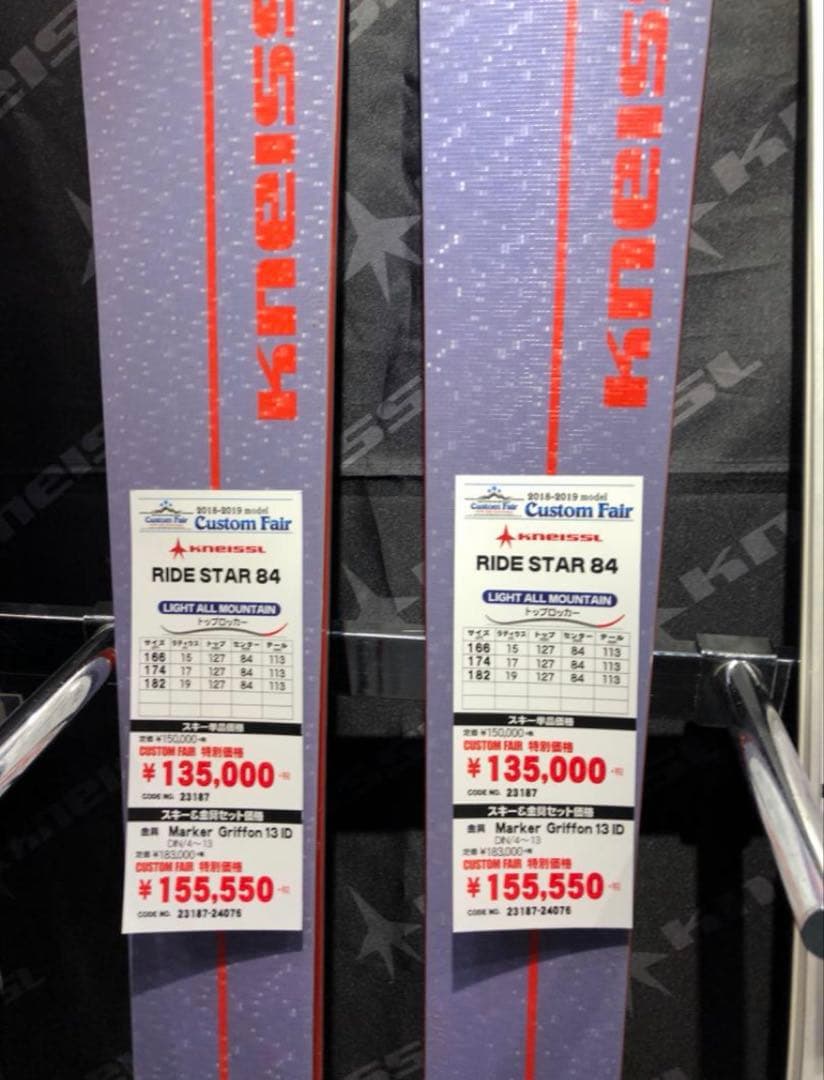 kneiss
kneissl
KNEISSL
2018-2019 model
Custom Fair
Custom Fair
KNEISSL
RIDE STAR 84
LIGHT ALL MOUNTAIN
トップロッカー
サイズ ラディウス トップ センター テール
166 15 127 84 113
174 17 127 84 113
182 19 127 84 113
スキー単品価格
定価 ¥150,000+税
CUSTOM FAIR 特別価格
¥135,000 +税
CODE NO. 23187
スキー&金具セット価格
金具 Marker Griffon 13 ID
DIN/4〜13
定価 ¥183,000+税
CUSTOM FAIR 特別価格
¥155,550 +税
CODE NO. 23187-24076
2018-2019 model
Custom Fair
Custom Fair
KNEISSL
RIDE STAR 84
LIGHT ALL MOUNTAIN
トップロッカー
サイズ ラディウス トップ センター テール
166 15 127 84 113
174 17 127 84 113
182 19 127 84 113
スキー単品価格
定価 ¥150,000+税
CUSTOM FAIR 特別価格
¥135,000 +税
CODE NO. 23187
スキー&金具セット価格
金具 Marker Griffon 13 ID
DIN/4〜13
定価 ¥183,000+税
CUSTOM FAIR 特別価格
¥155,550 +税
CODE NO. 23187-24076